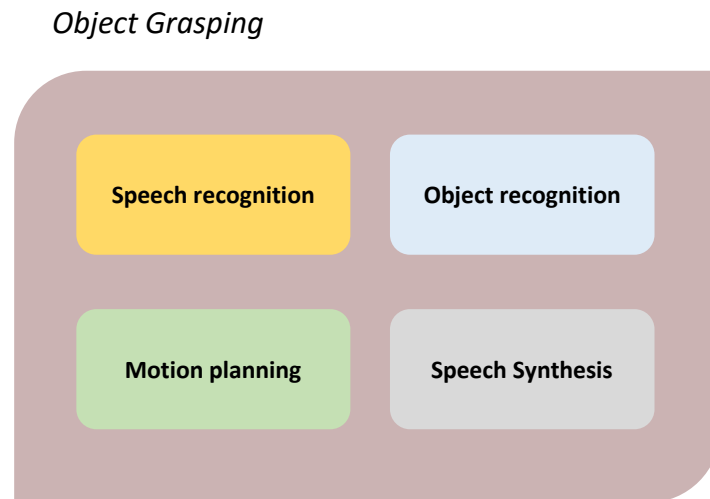 Object Grasping
Speech recognition
Object recognition
Motion planning
Speech Synthesis